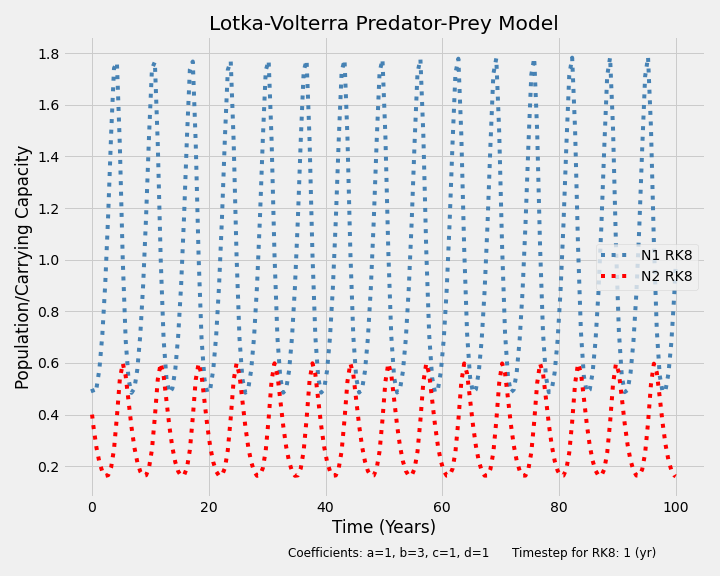 Lotka-Volterra Predator-Prey Model
Population/Carrying Capacity
1.8
1.6
1.4
1.2
1.0
0.8
0.6
0.4
0.2
N1 RK8
N2 RK8
0 20 40 60 80 100
Time (Years)
Coefficients: a=1, b=3, c=1, d=1 Timestep for RK8: 1 (yr)